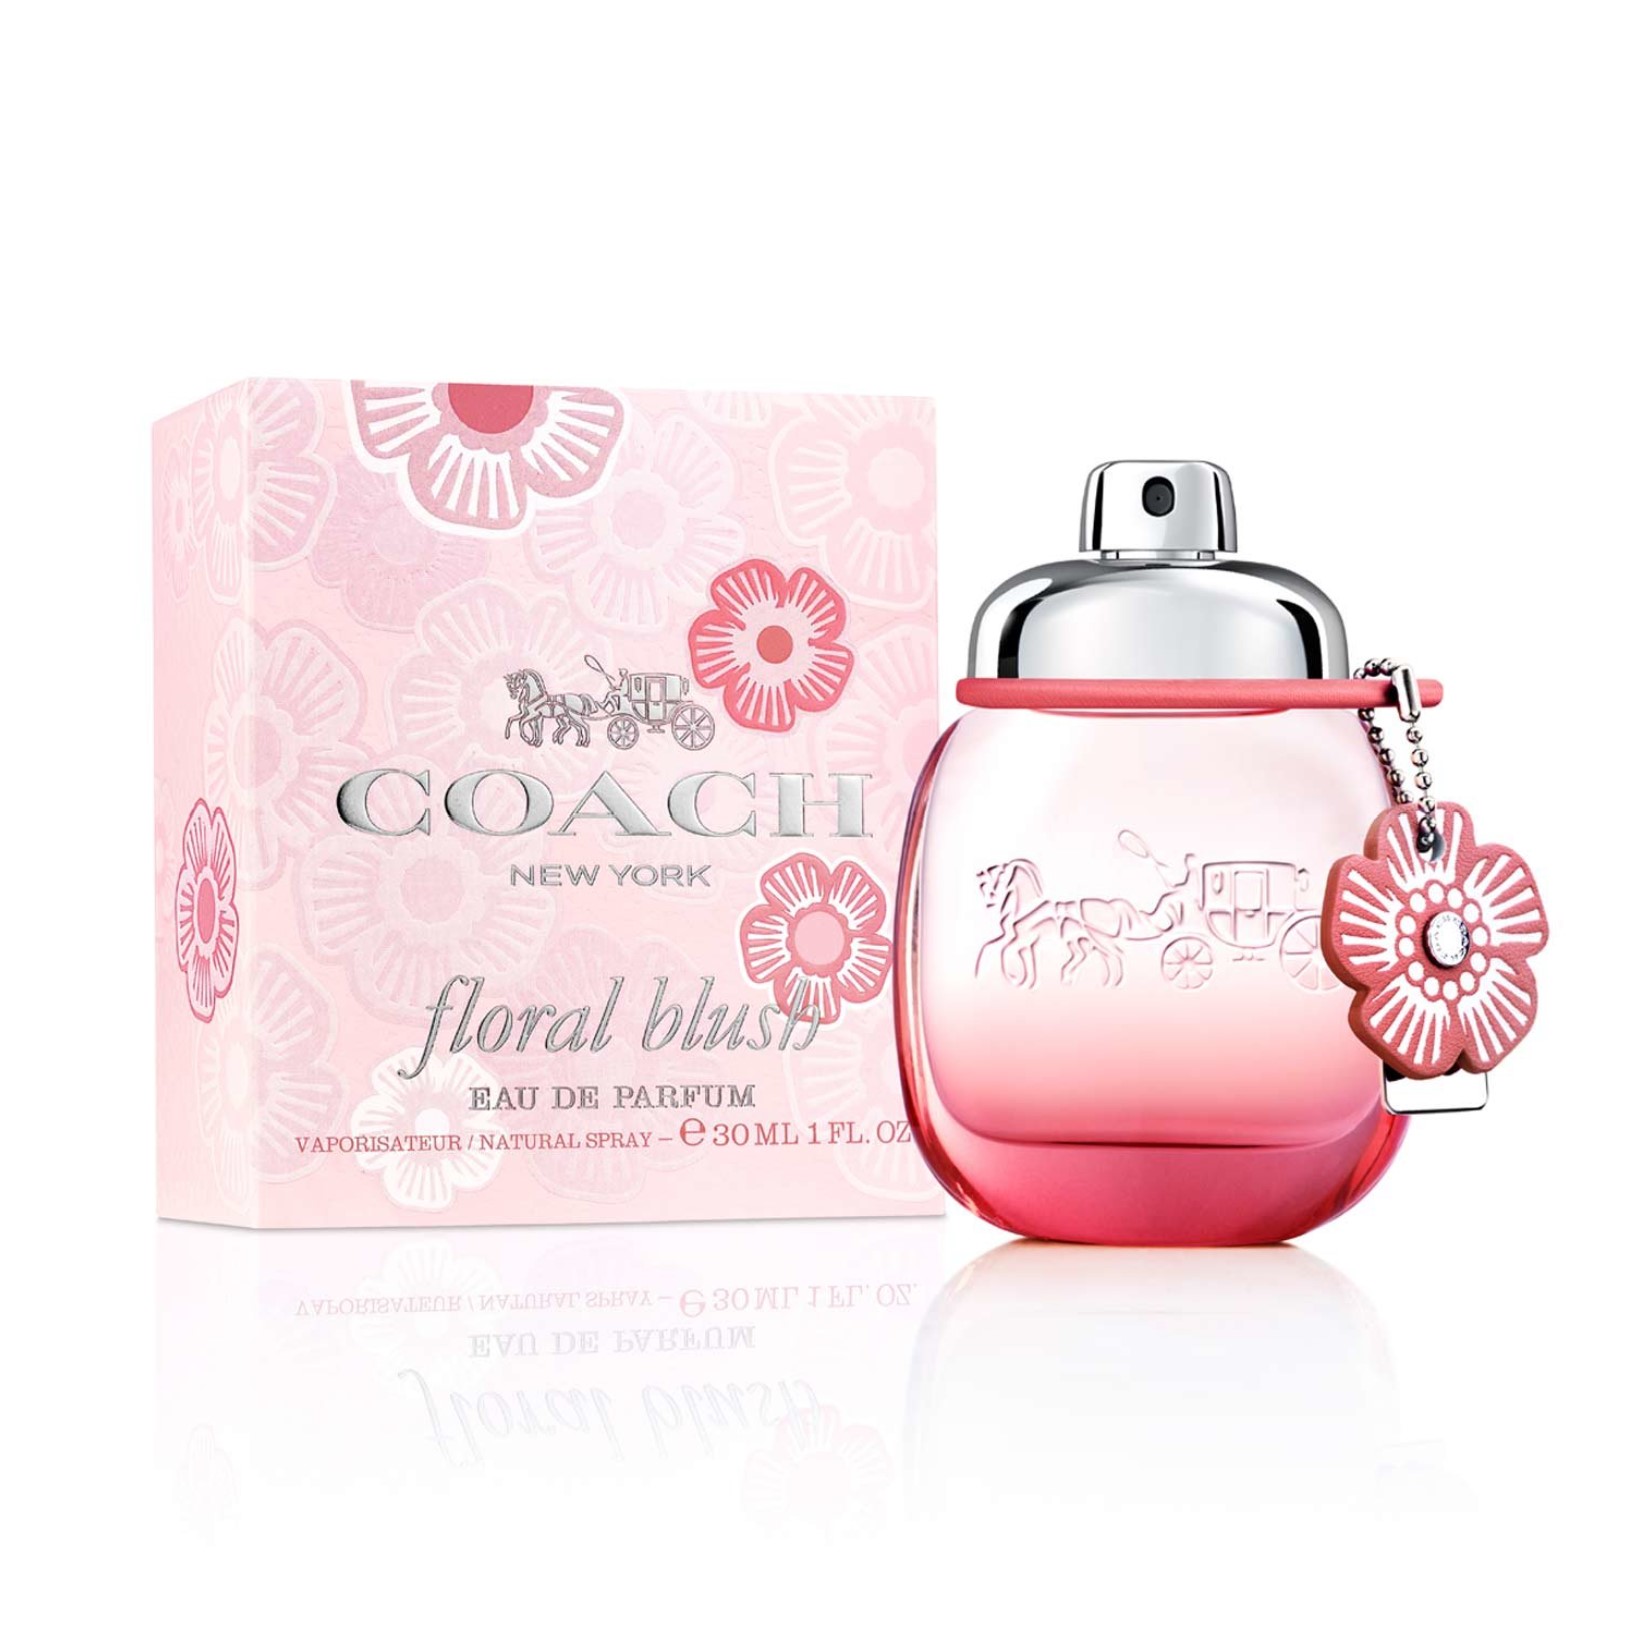 COACH
NEW YORK
floral blush
EAU DE PARFUM
VAPORISATEUR / NATURAL SPRAY – e 30 ML 1 FL. OZ